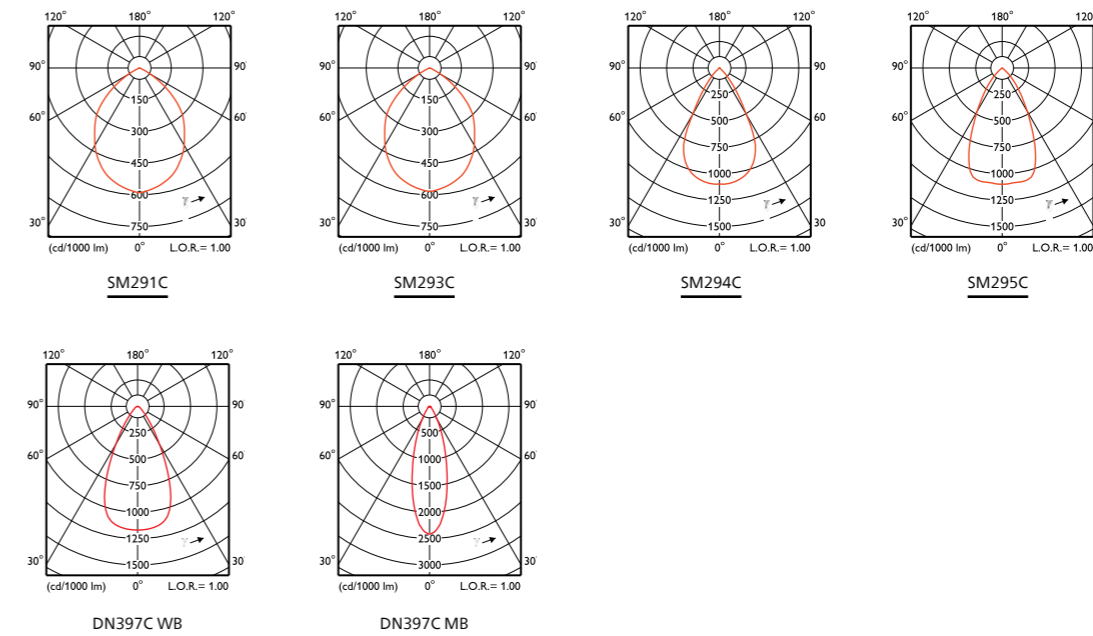 120° 180° 120°
90° 90
150
60° 300 60
450
600
γ
30° 750 30
(cd/1000 lm) 0° L.O.R.= 1.00
SM291C
120° 180° 120°
90° 90
150
60° 300 60
450
600
γ
30° 750 30
(cd/1000 lm) 0° L.O.R.= 1.00
SM293C
120° 180° 120°
90° 90
250
60° 500 60
750
1000
1250
γ
30° 1500 30
(cd/1000 lm) 0° L.O.R.= 1.00
SM294C
120° 180° 120
90° 90
250
60° 500 60
750
1000
1250
γ
30° 1500 30
(cd/1000 lm) 0° L.O.R.= 1.00
SM295C
120° 180° 120°
90° 90
250
60° 500 60
750
1000
1250
γ
30° 1500 30
(cd/1000 lm) 0° L.O.R.= 1.00
DN397C WB
120° 180° 120°
90° 90
500
60° 1000 60
1500
2000
2500
γ
30° 3000 30
(cd/1000 lm) 0° L.O.R.= 1.00
DN397C MB